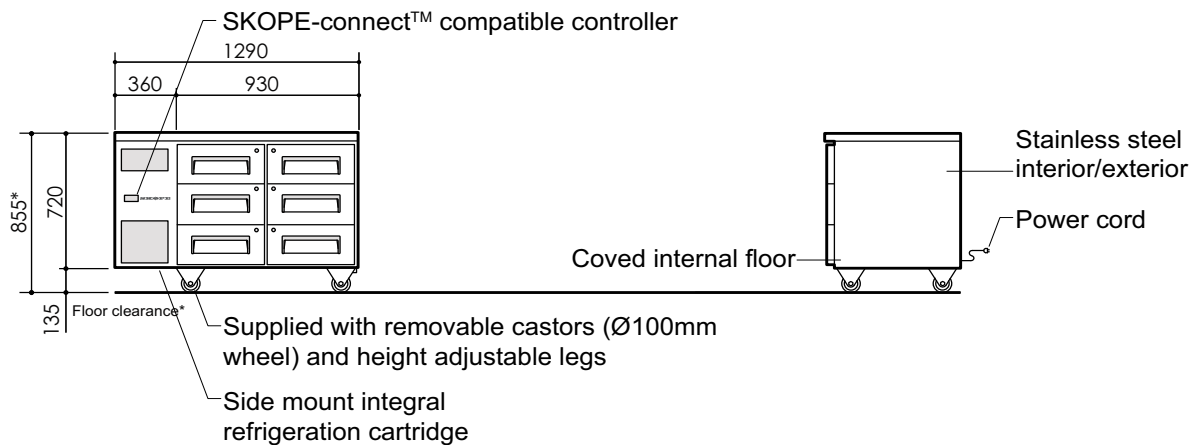 SKOPE-connect™ compatible controller
1290
360
930
855*
720
135
SKOPE
Stainless steel
interior/exterior
Power cord
Coved internal floor
Floor clearance*
Supplied with removable castors (Ø100mm
wheel) and height adjustable legs
Side mount integral
refrigeration cartridge